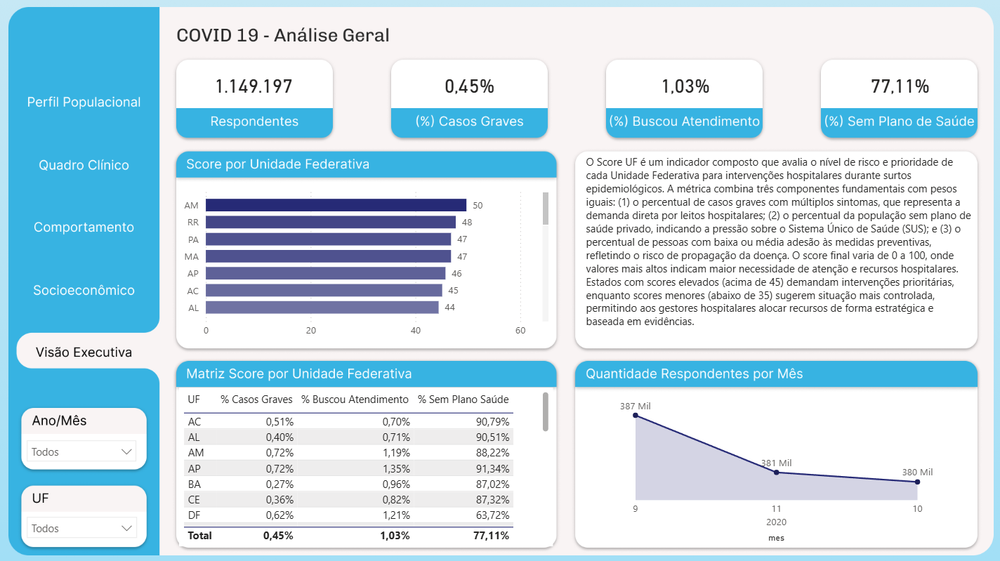 COVID 19 - Análise Geral
Perfil Populacional
Quadro Clínico
Comportamento
Socioeconômico
Visão Executiva
Ano/Mês
Todos
UF
Todos
1.149.197
Respondentes
0,45%
(%) Casos Graves
1,03%
(%) Buscou Atendimento
77,11%
(%) Sem Plano de Saúde
Score por Unidade Federativa
AM 50
RR 48
PA 47
MA 47
AP 46
AC 45
AL 44
0 20 40 60
O Score UF é um indicador composto que avalia o nível de risco e prioridade de
cada Unidade Federativa para intervenções hospitalares durante surtos
epidemiológicos. A métrica combina três componentes fundamentais com pesos
iguais: (1) o percentual de casos graves com múltiplos sintomas, que representa a
demanda direta por leitos hospitalares; (2) o percentual da população sem plano de
saúde privado, indicando a pressão sobre o Sistema Único de Saúde (SUS); e (3) o
percentual de pessoas com baixa ou média adesão às medidas preventivas,
refletindo o risco de propagação da doença. O score final varia de 0 a 100, onde
valores mais altos indicam maior necessidade de atenção e recursos hospitalares.
Estados com scores elevados (acima de 45) demandam intervenções prioritárias,
enquanto scores menores (abaixo de 35) sugerem situação mais controlada,
permitindo aos gestores hospitalares alocar recursos de forma estratégica e
baseada em evidências.
Matriz Score por Unidade Federativa
UF % Casos Graves % Buscou Atendimento % Sem Plano Saúde
AC 0,51% 0,70% 90,79%
AL 0,40% 0,71% 90,51%
AM 0,72% 1,19% 88,22%
AP 0,72% 1,35% 91,34%
BA 0,27% 0,96% 87,02%
CE 0,36% 0,82% 87,32%
DF 0,62% 1,21% 63,72%
Total 0,45% 1,03% 77,11%
Quantidade Respondentes por Mês
387 Mil
381 Mil
380 Mil
9 11 10
2020
mes